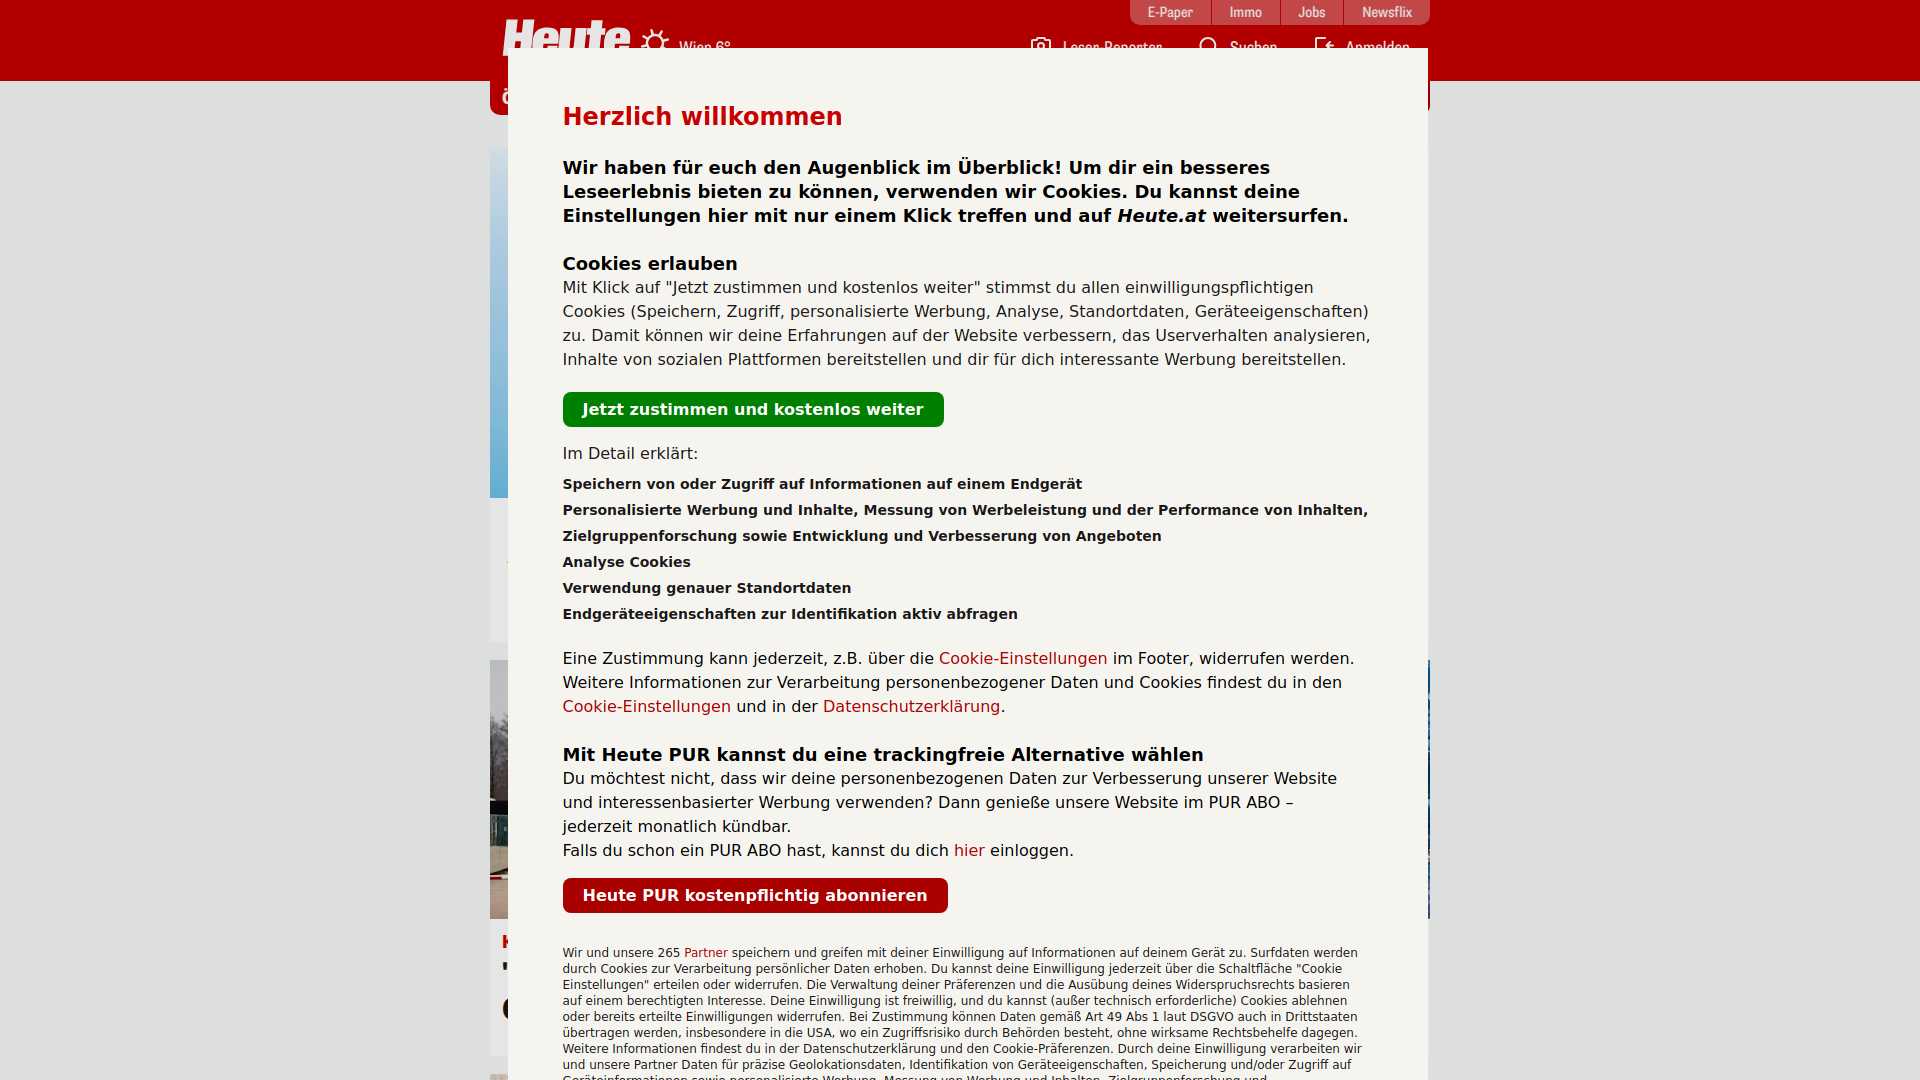 E-Paper
Immo
Jobs
Newsflix
Heute
Wien 6°
Leser-Reporter
Suchen
Anmelden
Herzlich willkommen
Wir haben für euch den Augenblick im Überblick! Um dir ein besseres
Leseerlebnis bieten zu können, verwenden wir Cookies. Du kannst deine
Einstellungen hier mit nur einem Klick treffen und auf Heute.at weitersurfen.
Cookies erlauben
Mit Klick auf "Jetzt zustimmen und kostenlos weiter" stimmst du allen einwilligungspflichtigen
Cookies (Speichern, Zugriff, personalisierte Werbung, Analyse, Standortdaten, Geräteeigenschaften)
zu. Damit können wir deine Erfahrungen auf der Website verbessern, das Userverhalten analysieren,
Inhalte von sozialen Plattformen bereitstellen und dir für dich interessante Werbung bereitstellen.
Jetzt zustimmen und kostenlos weiter
Im Detail erklärt:
Speichern von oder Zugriff auf Informationen auf einem Endgerät
Personalisierte Werbung und Inhalte, Messung von Werbeleistung und der Performance von Inhalten,
Zielgruppenforschung sowie Entwicklung und Verbesserung von Angeboten
Analyse Cookies
Verwendung genauer Standortdaten
Endgeräteeigenschaften zur Identifikation aktiv abfragen
Eine Zustimmung kann jederzeit, z.B. über die Cookie-Einstellungen im Footer, widerrufen werden.
Weitere Informationen zur Verarbeitung personenbezogener Daten und Cookies findest du in den
Cookie-Einstellungen und in der Datenschutzerklärung.
Mit Heute PUR kannst du eine trackingfreie Alternative wählen
Du möchtest nicht, dass wir deine personenbezogenen Daten zur Verbesserung unserer Website
und interessenbasierter Werbung verwenden? Dann genieße unsere Website im PUR ABO –
jederzeit monatlich kündbar.
Falls du schon ein PUR ABO hast, kannst du dich hier einloggen.
Heute PUR kostenpflichtig abonnieren
Wir und unsere 265 Partner speichern und greifen mit deiner Einwilligung auf Informationen auf deinem Gerät zu. Surfdaten werden
durch Cookies zur Verarbeitung persönlicher Daten erhoben. Du kannst deine Einwilligung jederzeit über die Schaltfläche "Cookie
Einstellungen" erteilen oder widerrufen. Die Verwaltung deiner Präferenzen und die Ausübung deines Widerspruchsrechts basieren
auf einem berechtigten Interesse. Deine Einwilligung ist freiwillig, und du kannst (außer technisch erforderliche) Cookies ablehnen
oder bereits erteilte Einwilligungen widerrufen. Bei Zustimmung können Daten gemäß Art 49 Abs 1 laut DSGVO auch in Drittstaaten
übertragen werden, insbesondere in die USA, wo ein Zugriffsrisiko durch Behörden besteht, ohne wirksame Rechtsbehelfe dagegen.
Weitere Informationen findest du in der Datenschutzerklärung und den Cookie-Präferenzen. Durch deine Einwilligung verarbeiten wir
und unsere Partner Daten für präzise Geolokationsdaten, Identifikation von Geräteeigenschaften, Speicherung und/oder Zugriff auf
Geräteinformationen sowie personalisierte Werbung, Messung von Werbung und Inhalten, Zielgruppenforschung und